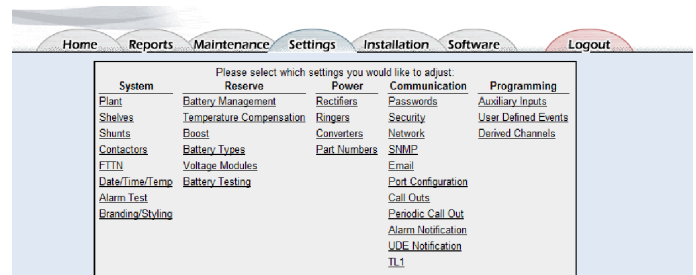 Home Reports Maintenance Settings Installation Software Logout
Please select which settings you would like to adjust:
System Reserve Power Communication Programming
Plant Battery Management Rectifiers Passwords Auxiliary Inputs
Shelves Temperature Compensation Ringers Security User Defined Events
Shunts Boost Converters Network Derived Channels
Contactors Battery Types Part Numbers SNMP
FTTN Voltage Modules Email
Date/Time/Temp Battery Testing Port Configuration
Alarm Test Call Outs
Branding/Styling Periodic Call Out
Alarm Notification
UDE Notification
TL1